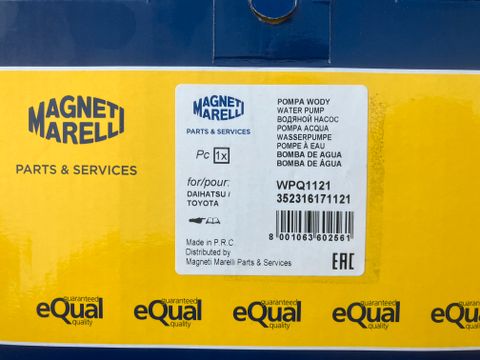 MAGNETI
MARELLI
PARTS & SERVICES
MAGNETI
MARELLI
PARTS & SERVICES
Pc 1x
for/pour:
DAIHATSU /
TOYOTA
Made in P.R.C.
Distributed by
Magneti Marelli Parts & Services
POMPA WODY
WATER PUMP
ВОДЯНОЙ НАСОС
POMPA ACQUA
WASSERPUMPE
POMPE À EAU
BOMBA DE AGUA
BOMBA DE ÁGUA
WPQ1121
352316171121
8 001063 602561
EAC
guaranteed
eQual
quality
guaranteed
eQual
quality
guaranteed
eQual
quality
guaranteed
eQual
quality
guaranteed
eQual
quality